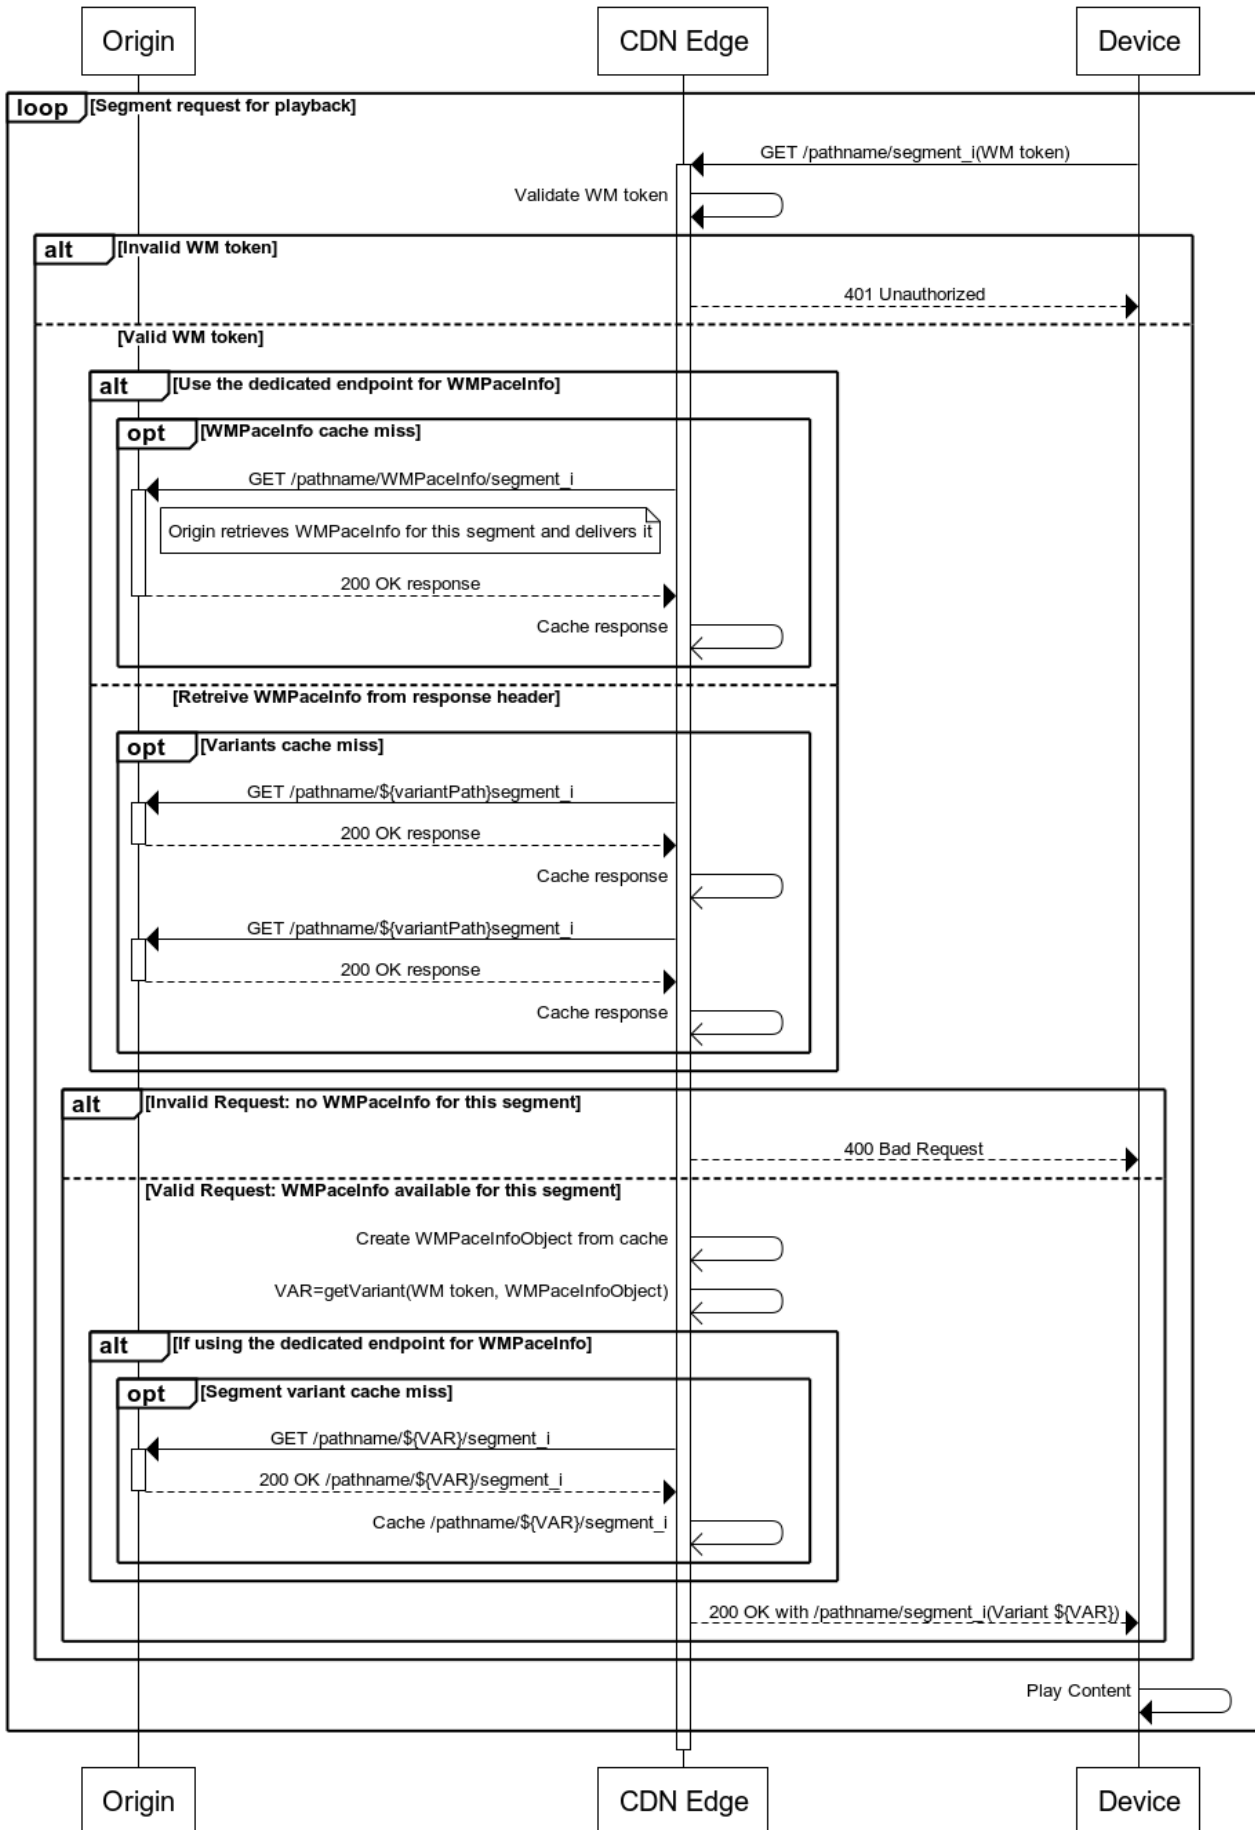 Origin
CDN Edge
Device
loop
[Segment request for playback]
GET /pathname/segment_i(WM token)
Validate WM token
alt
[Invalid WM token]
401 Unauthorized
[Valid WM token]
alt
[Use the dedicated endpoint for WMPaceInfo]
opt
[WMPaceInfo cache miss]
GET /pathname/WMPaceInfo/segment_i
Origin retrieves WMPaceInfo for this segment and delivers it
200 OK response
Cache response
[Retreive WMPaceInfo from response header]
opt
[Variants cache miss]
GET /pathname/${variantPath}segment_i
200 OK response
Cache response
GET /pathname/${variantPath}segment_i
200 OK response
Cache response
alt
[Invalid Request: no WMPaceInfo for this segment]
400 Bad Request
[Valid Request: WMPaceInfo available for this segment]
Create WMPaceInfoObject from cache
VAR=getVariant(WM token, WMPaceInfoObject)
alt
[If using the dedicated endpoint for WMPaceInfo]
opt
[Segment variant cache miss]
GET /pathname/${VAR}/segment_i
200 OK /pathname/${VAR}/segment_i
Cache /pathname/${VAR}/segment_i
200 OK with /pathname/segment_i(Variant ${VAR})
Play Content
Origin
CDN Edge
Device